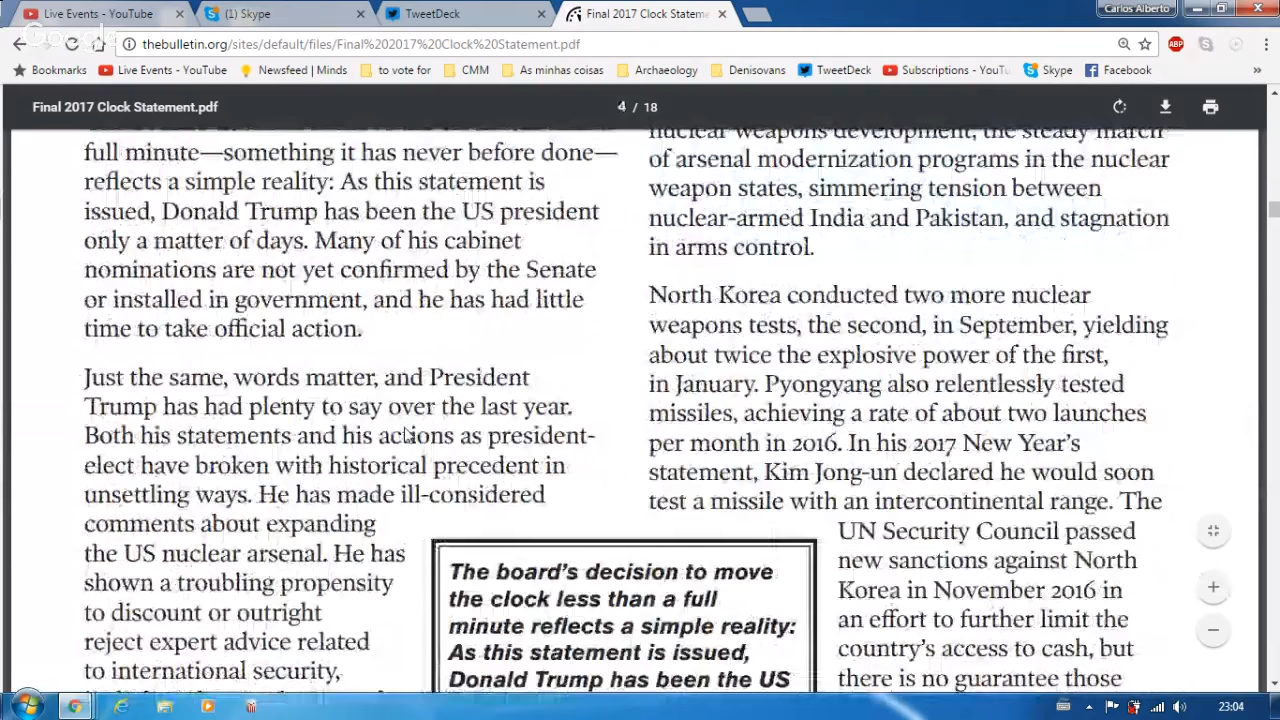 Live Events - YouTube
(1) Skype
TweetDeck
Final 2017 Clock Stateme
Carlos Alberto
Google
thebulletin.org/sites/default/files/Final%202017%20Clock%20Statement.pdf
ABP
Bookmarks
Live Events - YouTube
Newsfeed | Minds
to vote for
CMM
As minhas coisas
Archaeology
Denisovans
TweetDeck
Subscriptions - YouTu
Skype
Facebook
»
Final 2017 Clock Statement.pdf
4 / 18
full minute—something it has never before done—
reflects a simple reality: As this statement is
issued, Donald Trump has been the US president
only a matter of days. Many of his cabinet
nominations are not yet confirmed by the Senate
or installed in government, and he has had little
time to take official action.
Just the same, words matter, and President
Trump has had plenty to say over the last year.
Both his statements and his actions as president-
elect have broken with historical precedent in
unsettling ways. He has made ill-considered
comments about expanding
the US nuclear arsenal. He has
shown a troubling propensity
to discount or outright
reject expert advice related
to international security,
The board's decision to move
the clock less than a full
minute reflects a simple reality:
As this statement is issued,
Donald Trump has been the US
nuclear weapons development, the steady march
of arsenal modernization programs in the nuclear
weapon states, simmering tension between
nuclear-armed India and Pakistan, and stagnation
in arms control.
North Korea conducted two more nuclear
weapons tests, the second, in September, yielding
about twice the explosive power of the first,
in January. Pyongyang also relentlessly tested
missiles, achieving a rate of about two launches
per month in 2016. In his 2017 New Year's
statement, Kim Jong-un declared he would soon
test a missile with an intercontinental range. The
UN Security Council passed
new sanctions against North
Korea in November 2016 in
an effort to further limit the
country's access to cash, but
there is no guarantee those
23:04